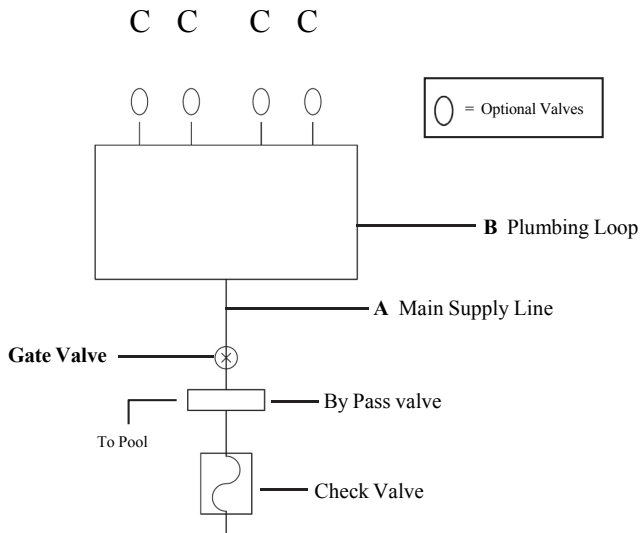 C C C C
= Optional Valves
B Plumbing Loop
A Main Supply Line
Gate Valve
By Pass valve
To Pool
Check Valve